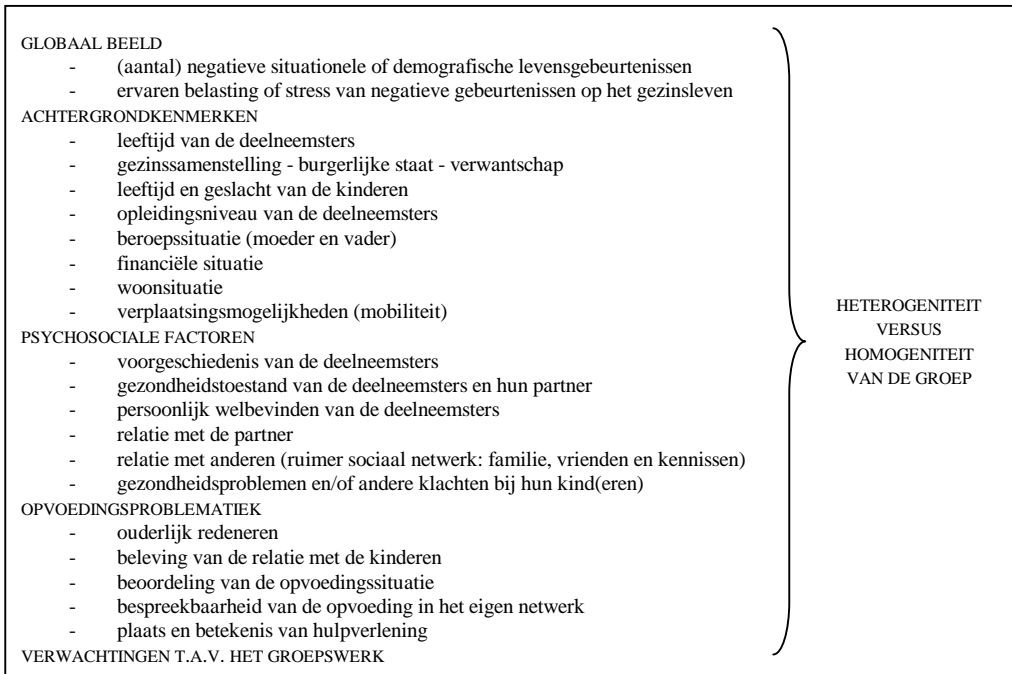 GLOBAAL BEELD
- (aantal) negatieve situationele of demografische levensgebeurtenissen
- ervaren belasting of stress van negatieve gebeurtenissen op het gezinsleven
ACHTERGRONDKENMERKEN
- leeftijd van de deelneemsters
- gezinssamenstelling - burgerlijke staat - verwantschap
- leeftijd en geslacht van de kinderen
- opleidingsniveau van de deelneemsters
- beroepssituatie (moeder en vader)
- financiële situatie
- woonsituatie
- verplaatsingsmogelijkheden (mobiliteit)
PSYCHOSOCIALE FACTOREN
- voorgeschiedenis van de deelneemsters
- gezondheidstoestand van de deelneemsters en hun partner
- persoonlijk welbevinden van de deelneemsters
- relatie met de partner
- relatie met anderen (ruimer sociaal netwerk: familie, vrienden en kennissen)
- gezondheidsproblemen en/of andere klachten bij hun kind(eren)
OPVOEDINGSPROBLEMATIEK
- ouderlijk redeneren
- beleving van de relatie met de kinderen
- beoordeling van de opvoedingssituatie
- bespreekbaarheid van de opvoeding in het eigen netwerk
- plaats en betekenis van hulpverlening
VERWACHTINGEN T.A.V. HET GROEPSWERK
HETEROGENITEIT
VERSUS
HOMOGENITEIT
VAN DE GROEP